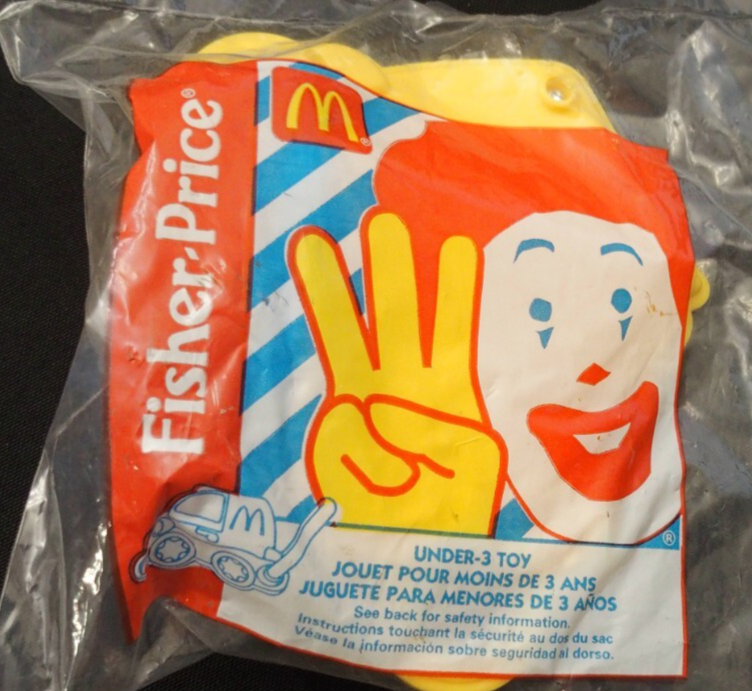 Fisher-Price®
M®
M
®
UNDER-3 TOY
JOUET POUR MOINS DE 3 ANS
JUGUETE PARA MENORES DE 3 AÑOS
See back for safety information.
Instructions touchant la sécurité au dos du sac
Véase la información sobre seguridad al dorso.